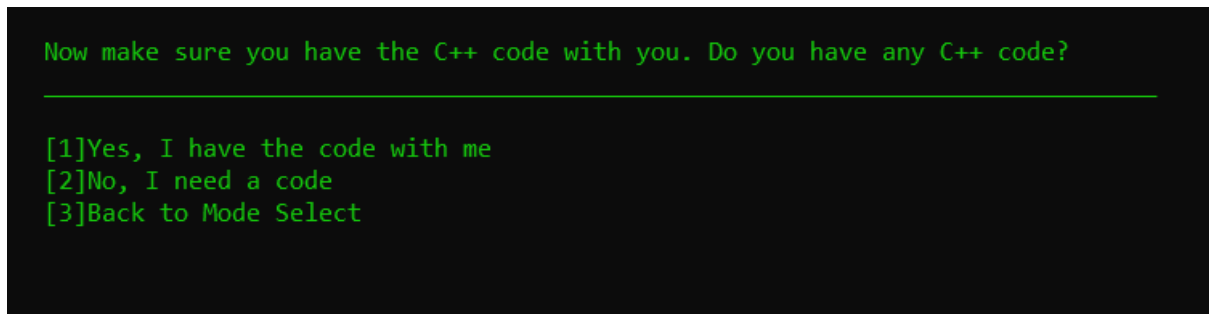 Now make sure you have the C++ code with you. Do you have any C++ code?
[1]Yes, I have the code with me
[2]No, I need a code
[3]Back to Mode Select